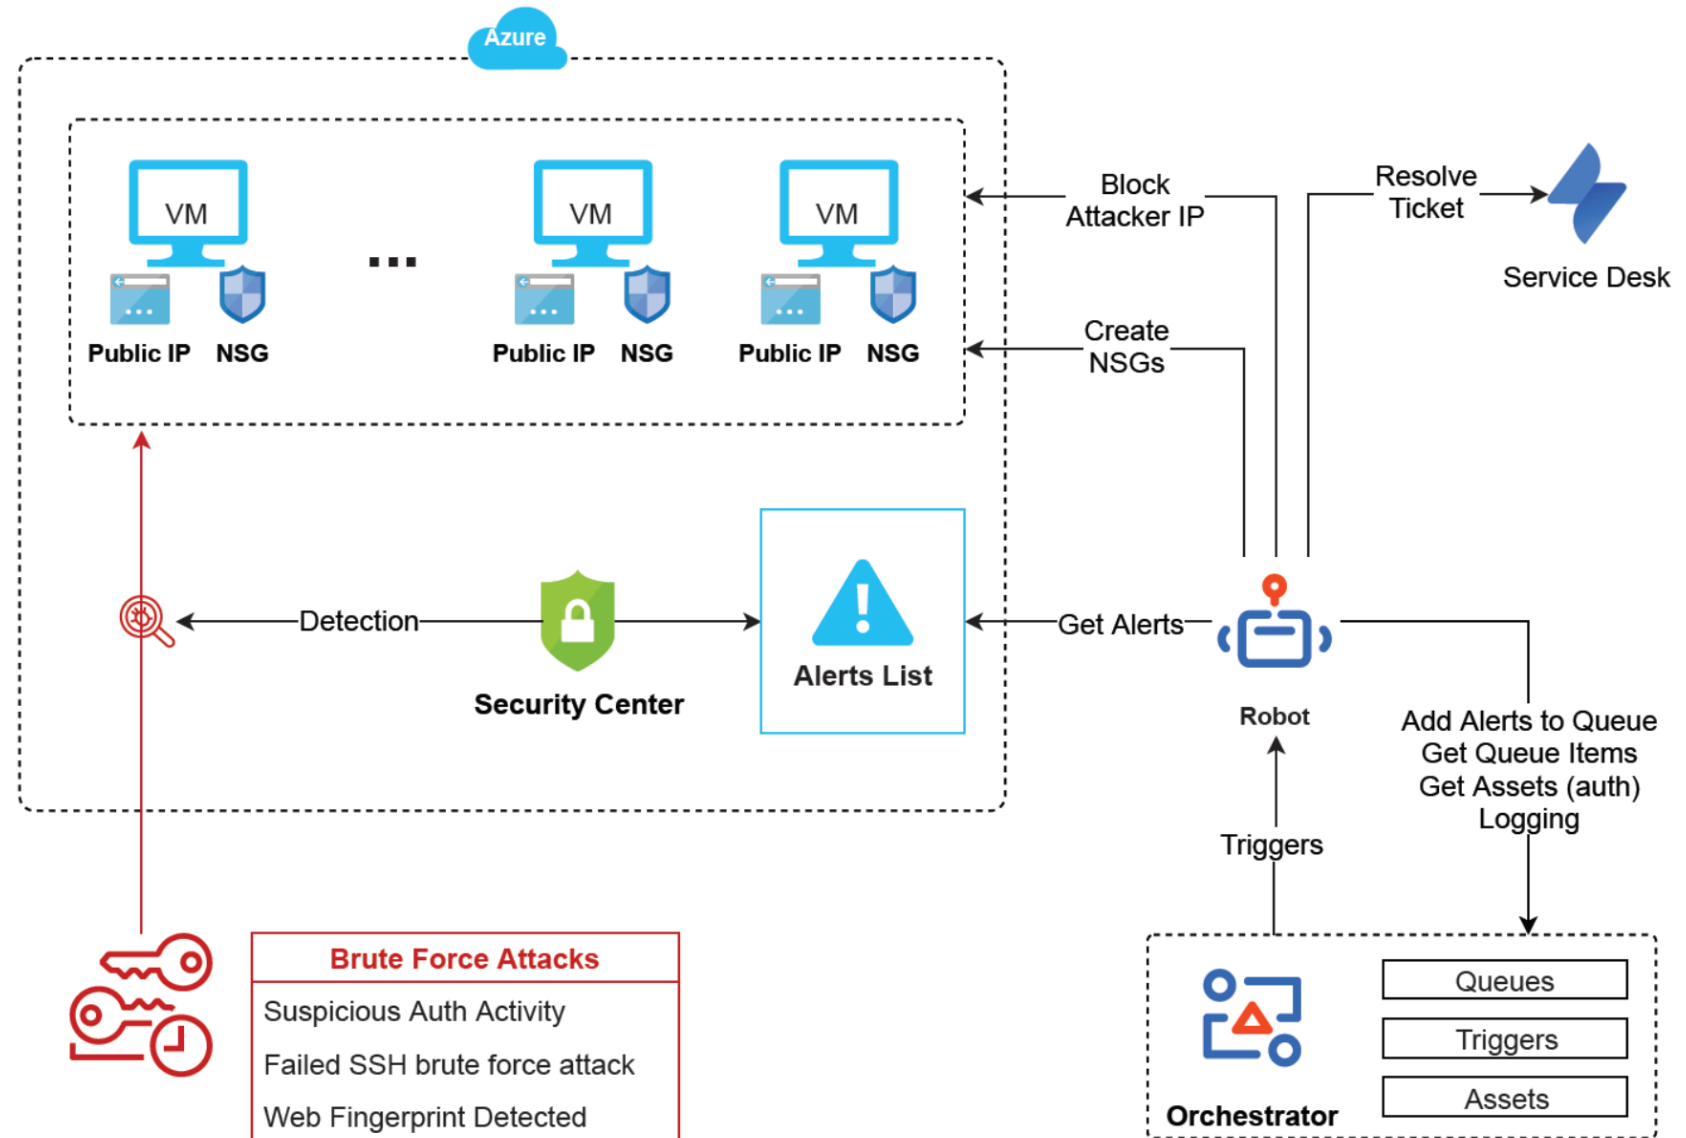 Azure
VM
VM
VM
...
Public IP NSG
Public IP NSG
Public IP NSG
Block
Attacker IP
Resolve
Ticket
Service Desk
Create
NSGs
Detection
Security Center
!
Alerts List
Get Alerts
Robot
Add Alerts to Queue
Get Queue Items
Get Assets (auth)
Logging
Triggers
Brute Force Attacks
Suspicious Auth Activity
Failed SSH brute force attack
Web Fingerprint Detected
Orchestrator
Queues
Triggers
Assets